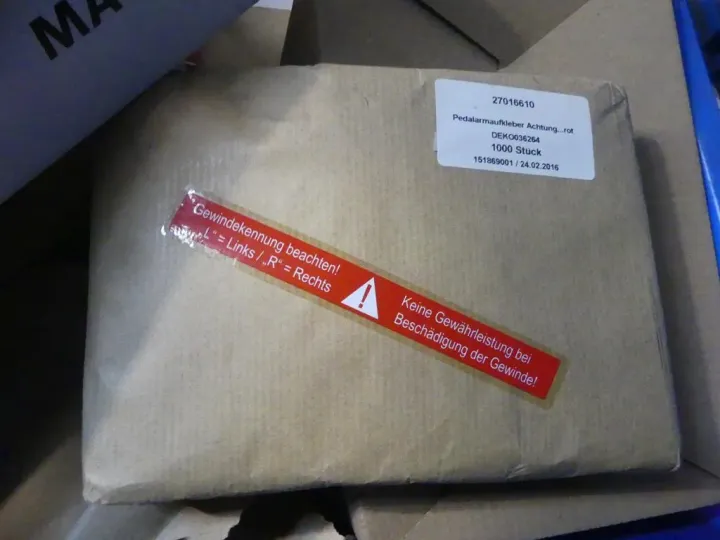 MA
27016610
Pedalarmaufkleber Achtung...rot
DEKO036264
1000 Stück
151869001 / 24.02.2016
Gewindekennung beachten!
„L" = Links / „R" = Rechts
!
Keine Gewährleistung bei
Beschädigung der Gewinde!